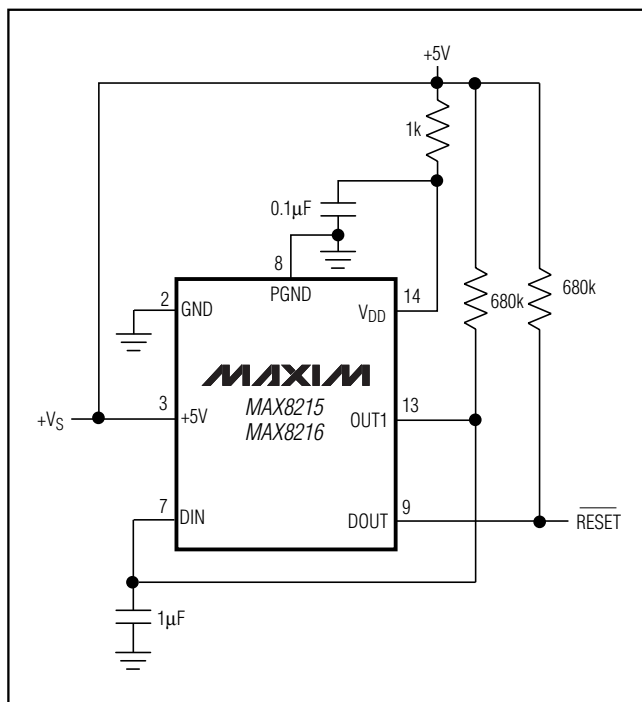 +5V
1k
0.1µF
8
PGND
2
GND
14
VDD
680k
680k
MAXIM
MAX8215
MAX8216
+VS
3
+5V
13
OUT1
7
DIN
9
DOUT
RESET
1µF